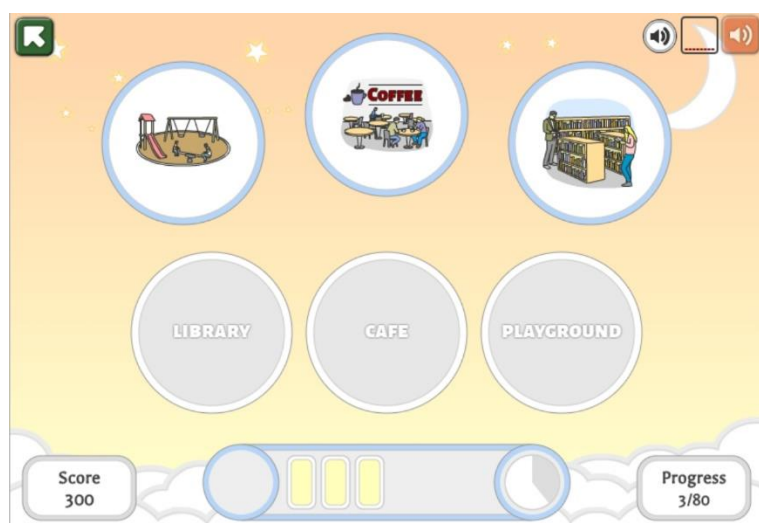 COFFEE
LIBRARY
CAFE
PLAYGROUND
Score
300
Progress
3/80